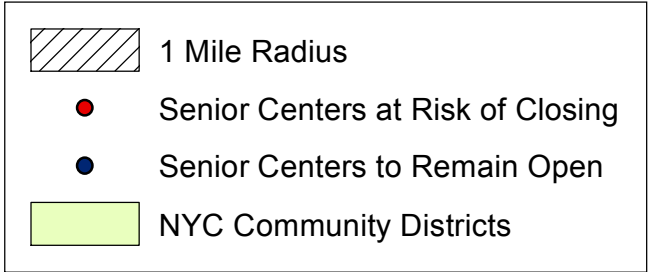 1 Mile Radius
Senior Centers at Risk of Closing
Senior Centers to Remain Open
NYC Community Districts